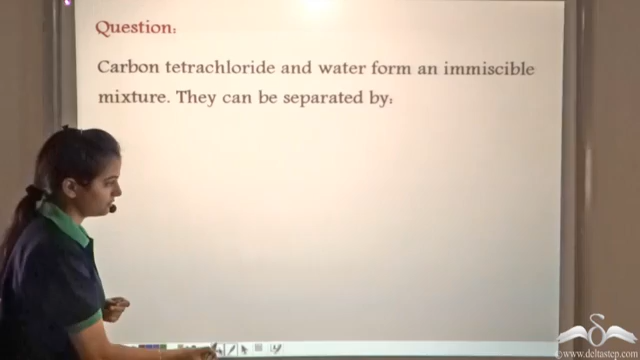 Question:
Carbon tetrachloride and water form an immiscible
mixture. They can be separated by:
©www.deltastep.com